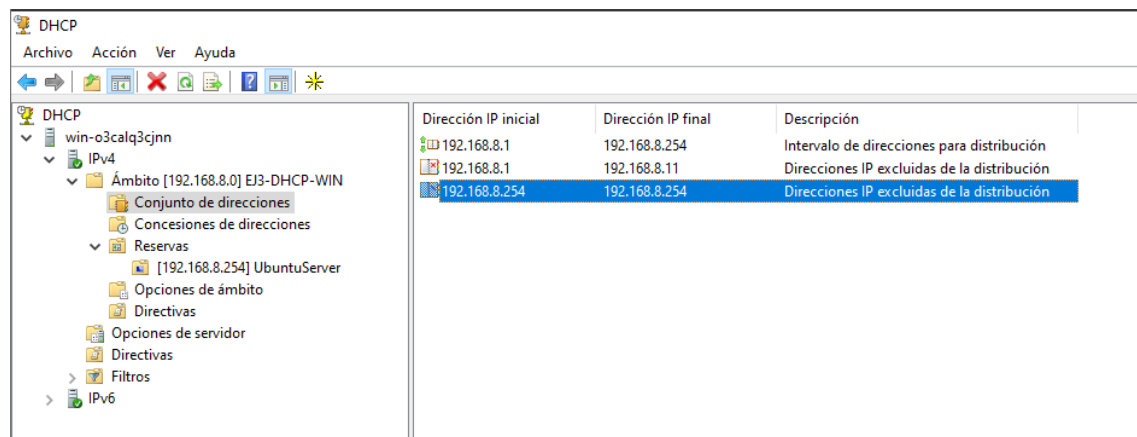 DHCP
Archivo Acción Ver Ayuda
DHCP
win-o3calq3cjnn
IPv4
Ámbito [192.168.8.0] EJ3-DHCP-WIN
Conjunto de direcciones
Concesiones de direcciones
Reservas
[192.168.8.254] UbuntuServer
Opciones de ámbito
Directivas
Opciones de servidor
Directivas
Filtros
IPv6
Dirección IP inicial Dirección IP final Descripción
192.168.8.1 192.168.8.254 Intervalo de direcciones para distribución
192.168.8.1 192.168.8.11 Direcciones IP excluidas de la distribución
192.168.8.254 192.168.8.254 Direcciones IP excluidas de la distribución